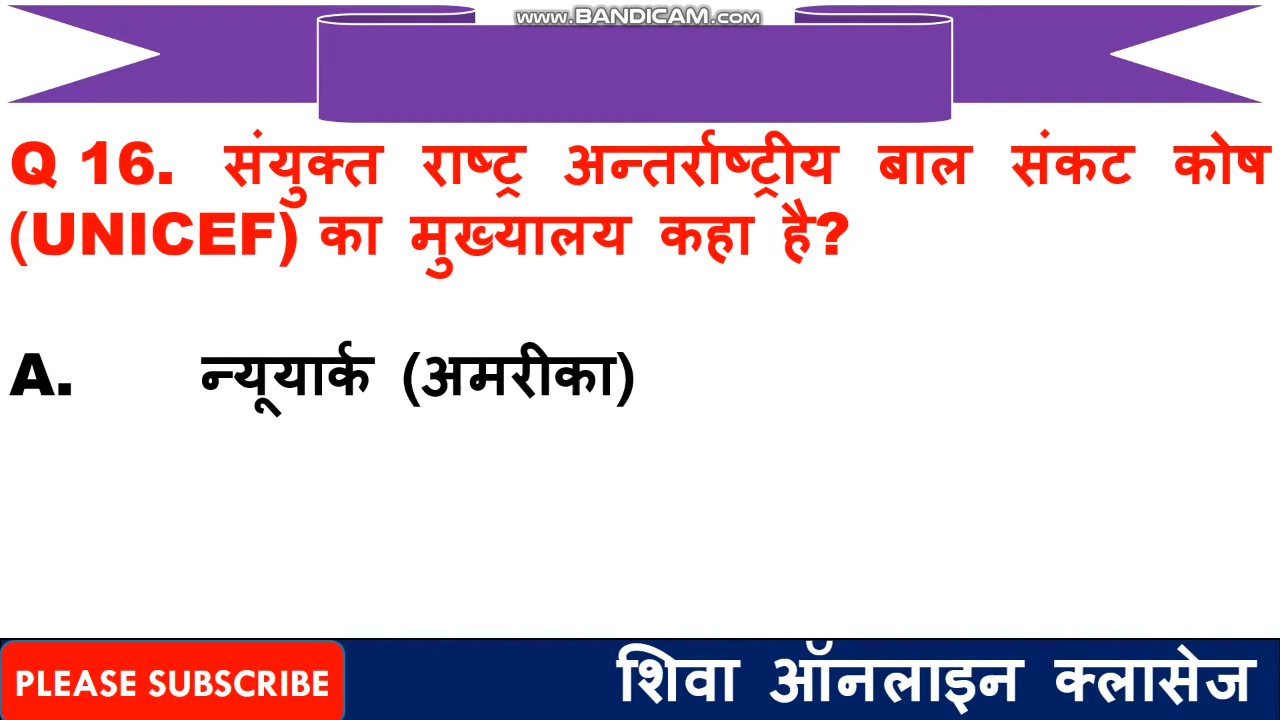 www.BANDICAM.com
Q 16. संयुक्त राष्ट्र अन्तर्राष्ट्रीय बाल संकट कोष
(UNICEF) का मुख्यालय कहा है?
A. न्यूयार्क (अमरीका)
PLEASE SUBSCRIBE
शिवा ऑनलाइन क्लासेज